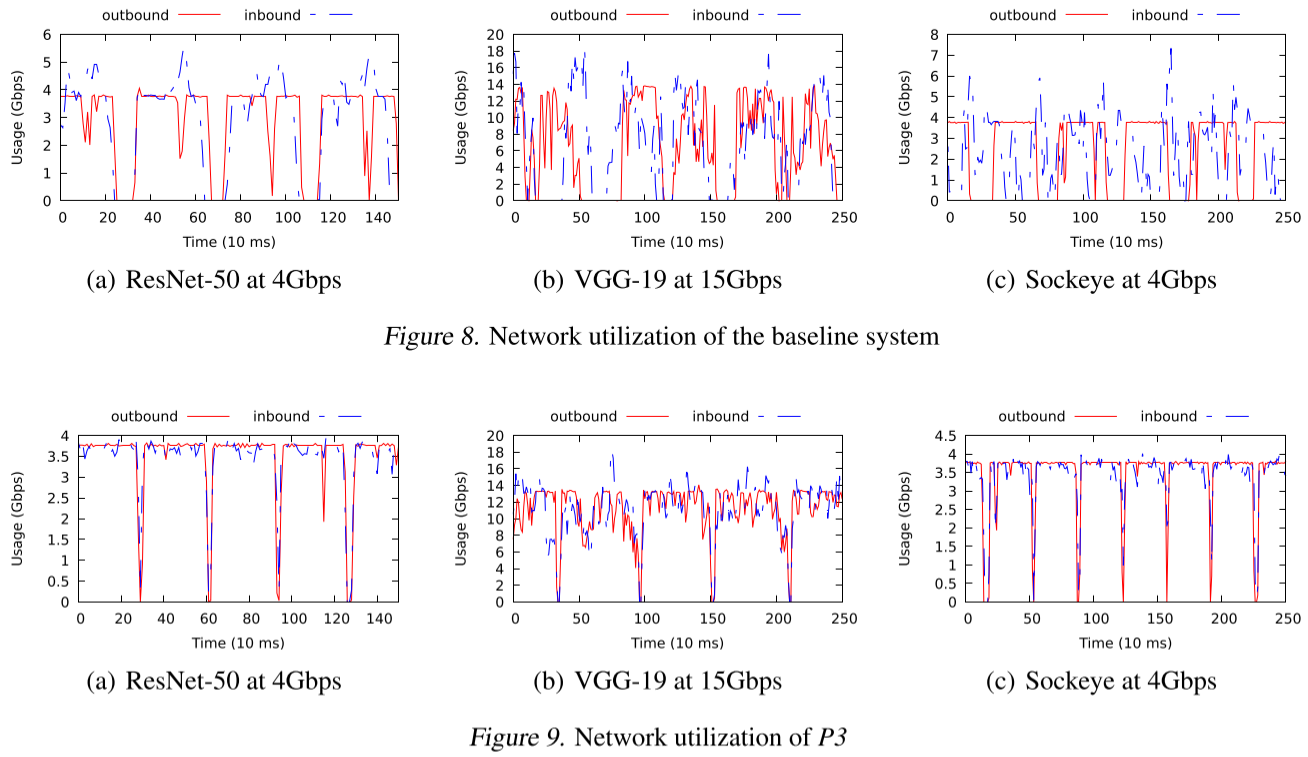 outbound inbound
6
5
4
3
2
1
0
Usage (Gbps)
0 20 40 60 80 100 120 140
Time (10 ms)
(a) ResNet-50 at 4Gbps
outbound inbound
20
18
16
14
12
10
8
6
4
2
0
Usage (Gbps)
0 50 100 150 200 250
Time (10 ms)
(b) VGG-19 at 15Gbps
outbound inbound
8
7
6
5
4
3
2
1
0
Usage (Gbps)
0 50 100 150 200 250
Time (10 ms)
(c) Sockeye at 4Gbps
Figure 8. Network utilization of the baseline system
outbound inbound
4
3.5
3
2.5
2
1.5
1
0.5
0
Usage (Gbps)
0 20 40 60 80 100 120 140
Time (10 ms)
(a) ResNet-50 at 4Gbps
outbound inbound
20
18
16
14
12
10
8
6
4
2
0
Usage (Gbps)
0 50 100 150 200 250
Time (10 ms)
(b) VGG-19 at 15Gbps
outbound inbound
4.5
4
3.5
3
2.5
2
1.5
1
0.5
0
Usage (Gbps)
0 50 100 150 200 250
Time (10 ms)
(c) Sockeye at 4Gbps
Figure 9. Network utilization of P3